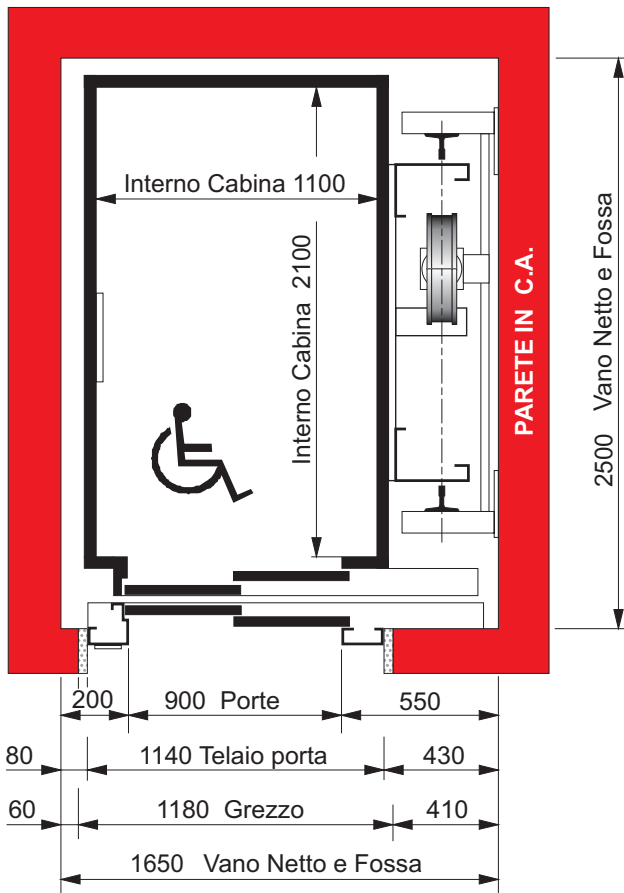 Interno Cabina 1100
Interno Cabina 2100
PARETE IN C.A.
2500 Vano Netto e Fossa
200 900 Porte 550
80 1140 Telaio porta 430
60 1180 Grezzo 410
1650 Vano Netto e Fossa